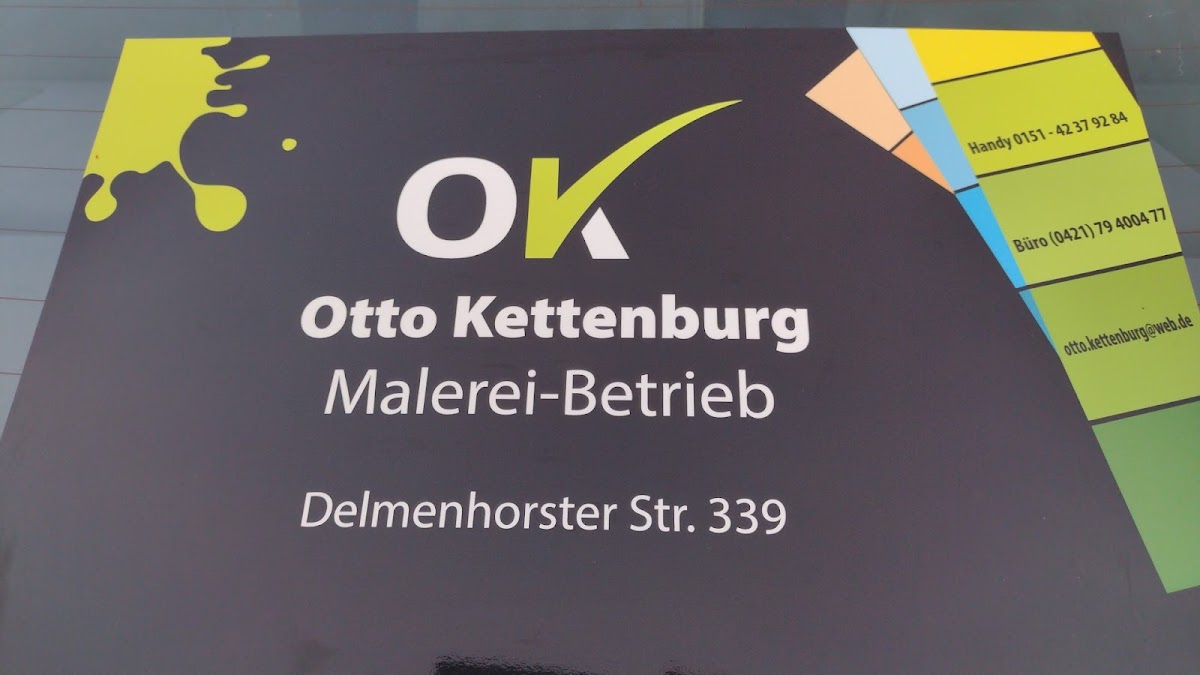 OK
Otto Kettenburg
Malerei-Betrieb
Delmenhorster Str. 339
Handy 0151 - 42 37 92 84
Büro (0421) 79 4004 77
otto.kettenburg@web.de